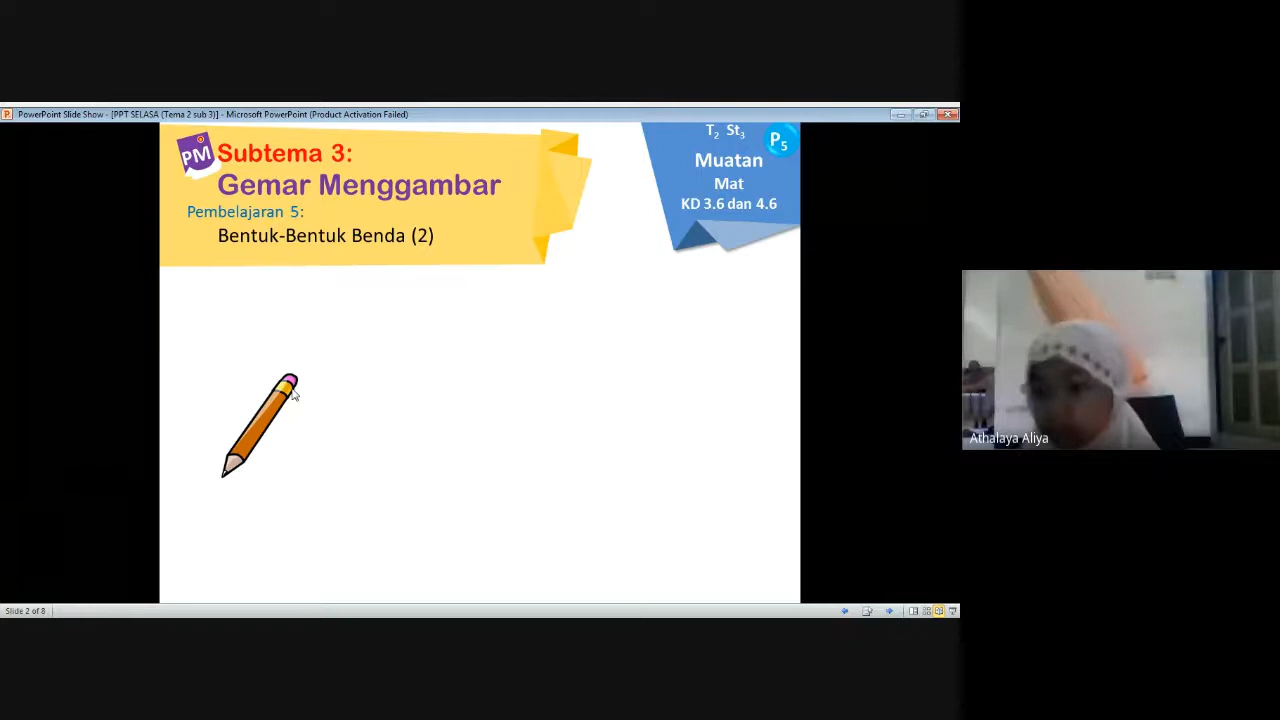 PowerPoint Slide Show - [PPT SELASA (Tema 2 sub 3)] - Microsoft PowerPoint (Product Activation Failed)
PM
Subtema 3:
Gemar Menggambar
Pembelajaran 5:
Bentuk-Bentuk Benda (2)
T2 St3
P5
Muatan
Mat
KD 3.6 dan 4.6
Athalaya Aliya
Slide 2 of 8